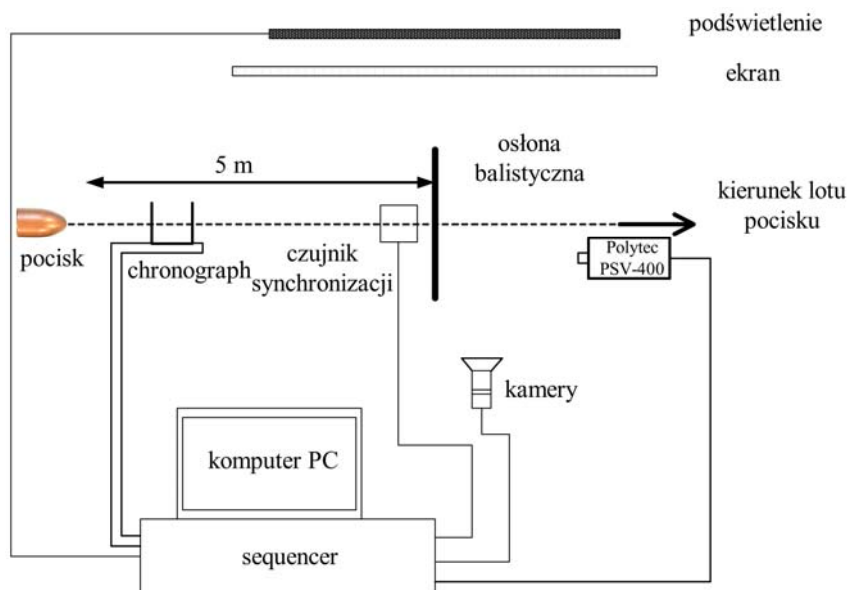 podświetlenie
ekran
5 m
osłona
balistyczna
kierunek lotu
pocisku
pocisk
chronograph
czujnik
synchronizacji
Polytec
PSV-400
kamery
komputer PC
sequencer